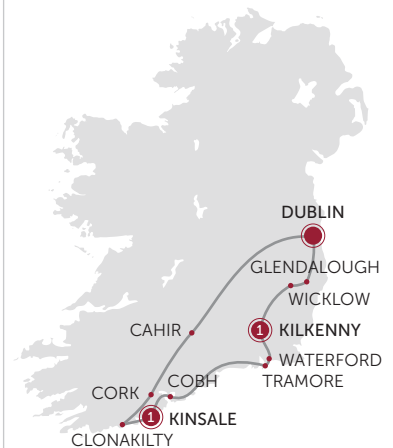 DUBLIN
GLENDALOUGH
WICKLOW
1 KILKENNY
CAHIR
WATERFORD
TRAMORE
COBH
CORK
1 KINSALE
CLONAKILTY